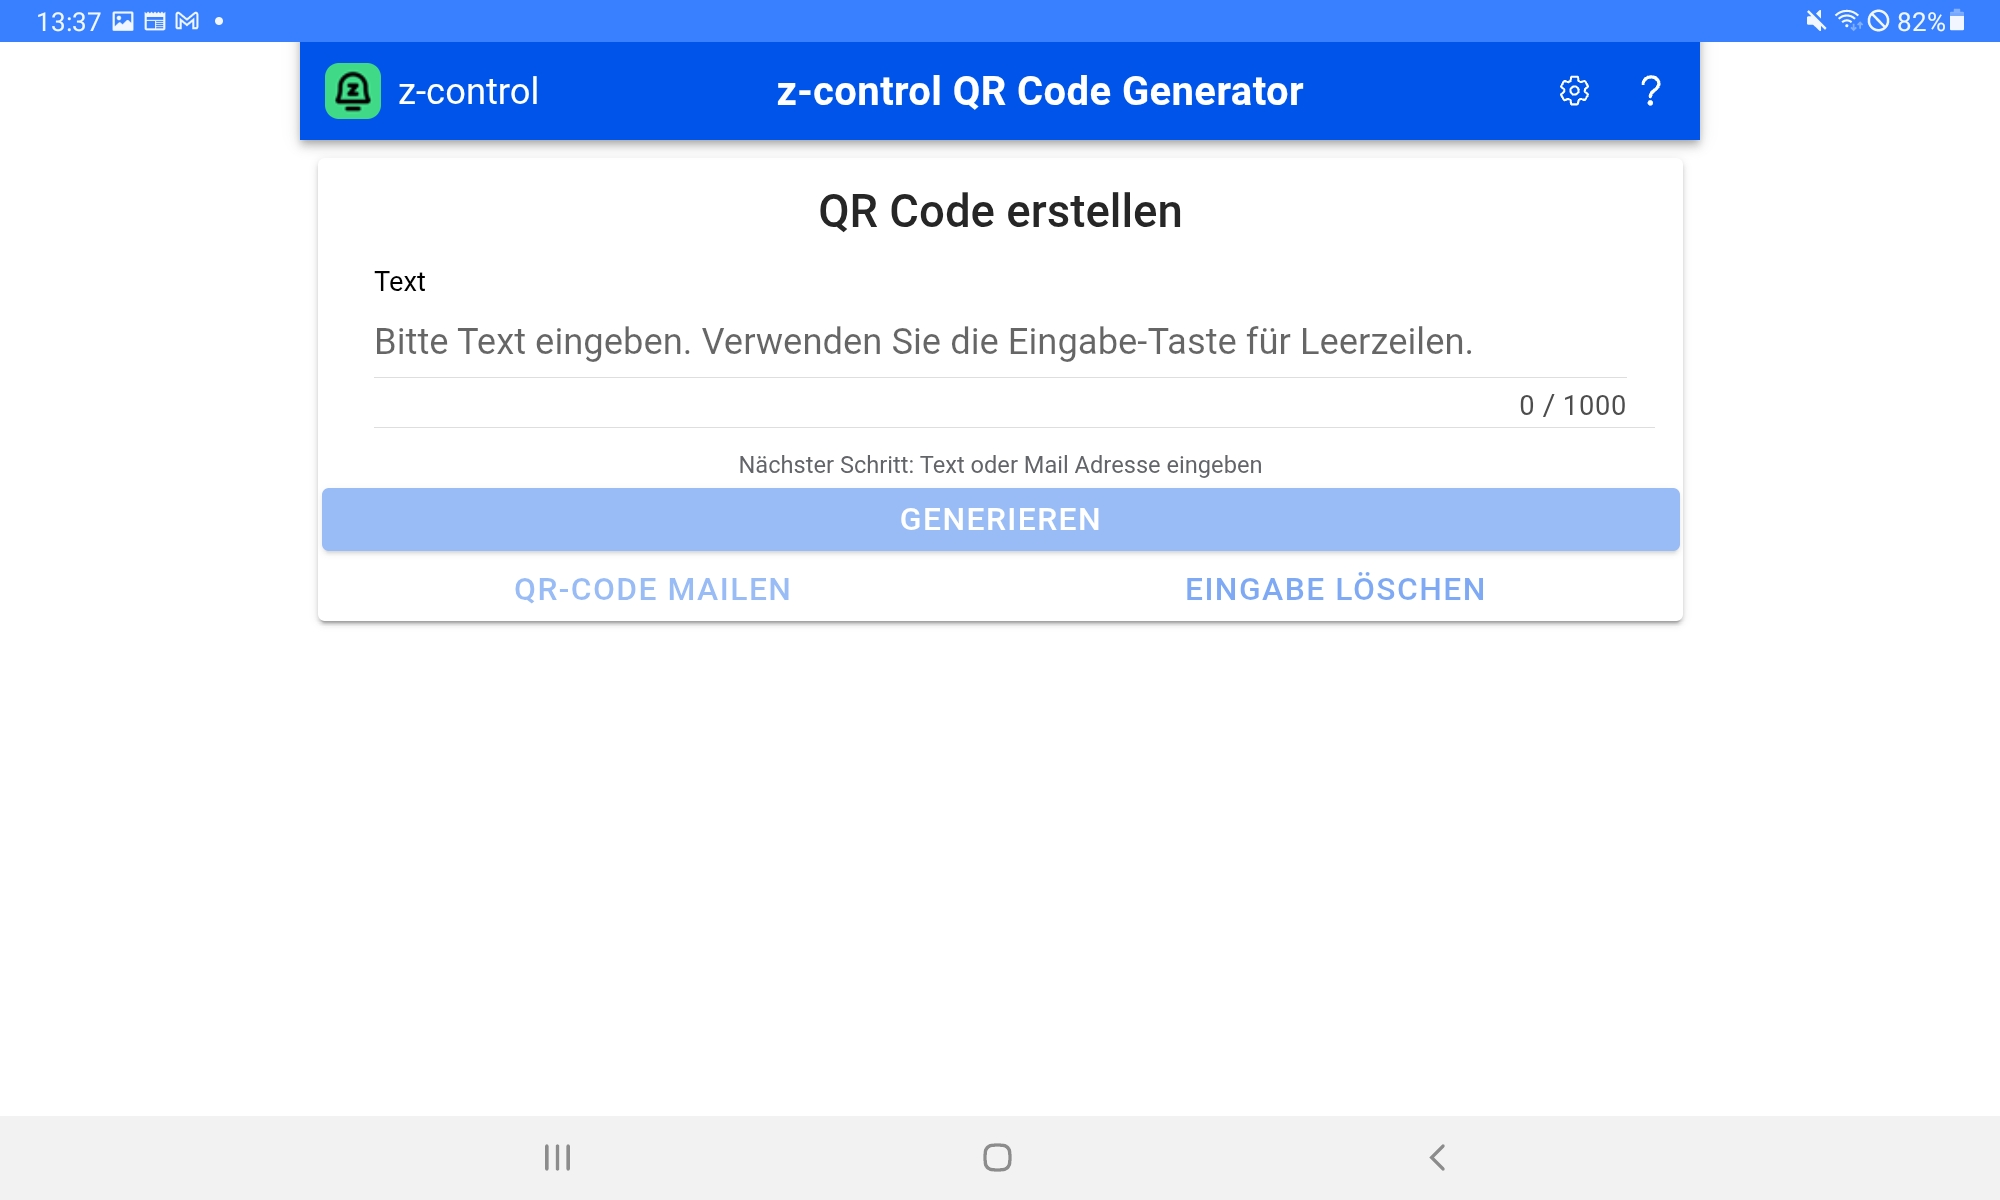 13:37
82%
z-control
z-control QR Code Generator
?
QR Code erstellen
Text
Bitte Text eingeben. Verwenden Sie die Eingabe-Taste für Leerzeilen.
0 / 1000
Nächster Schritt: Text oder Mail Adresse eingeben
GENERIEREN
QR-CODE MAILEN
EINGABE LÖSCHEN